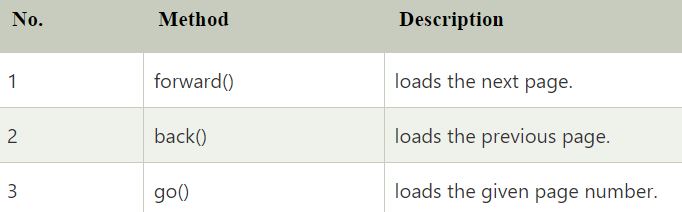 No. Method Description
1 forward() loads the next page.
2 back() loads the previous page.
3 go() loads the given page number.